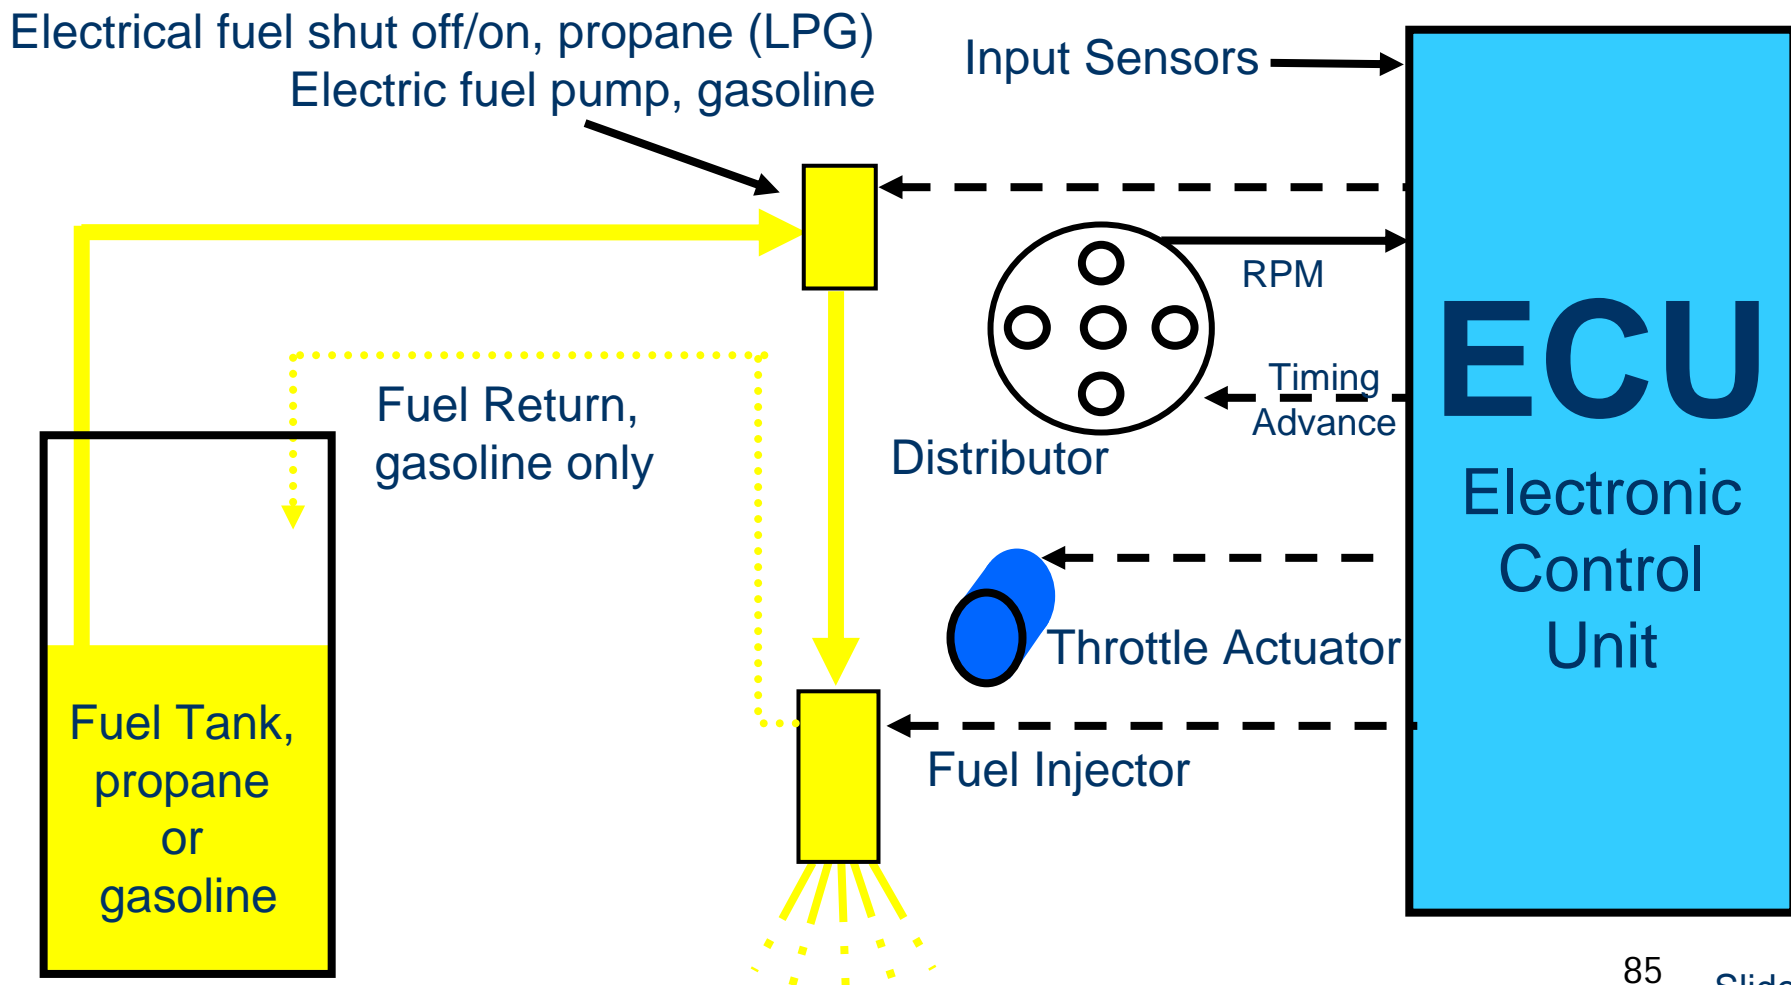 Electrical fuel shut off/on, propane (LPG)
Electric fuel pump, gasoline
Input Sensors
RPM
Timing
Advance
Distributor
Fuel Return,
gasoline only
ECU
Electronic
Control
Unit
Throttle Actuator
Fuel Injector
Fuel Tank,
propane
or
gasoline
85
Slide